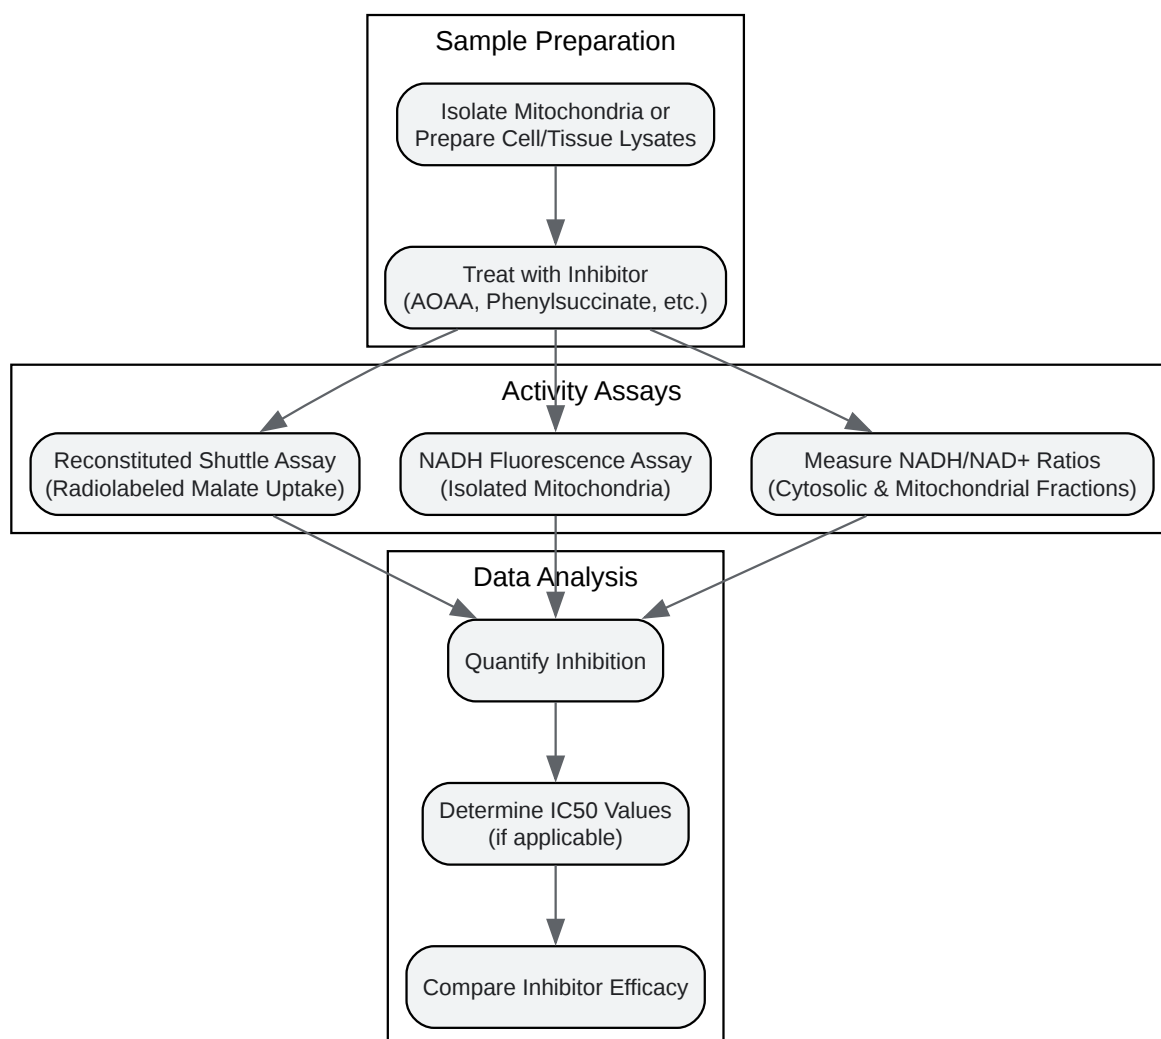 Sample Preparation
Isolate Mitochondria or
Prepare Cell/Tissue Lysates
Treat with Inhibitor
(AOAA, Phenylsuccinate, etc.)
Activity Assays
Reconstituted Shuttle Assay
(Radiolabeled Malate Uptake)
NADH Fluorescence Assay
(Isolated Mitochondria)
Measure NADH/NAD+ Ratios
(Cytosolic & Mitochondrial Fractions)
Data Analysis
Quantify Inhibition
Determine IC50 Values
(if applicable)
Compare Inhibitor Efficacy